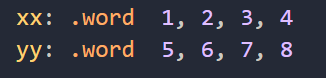 xx: .word 1, 2, 3, 4
yy: .word 5, 6, 7, 8